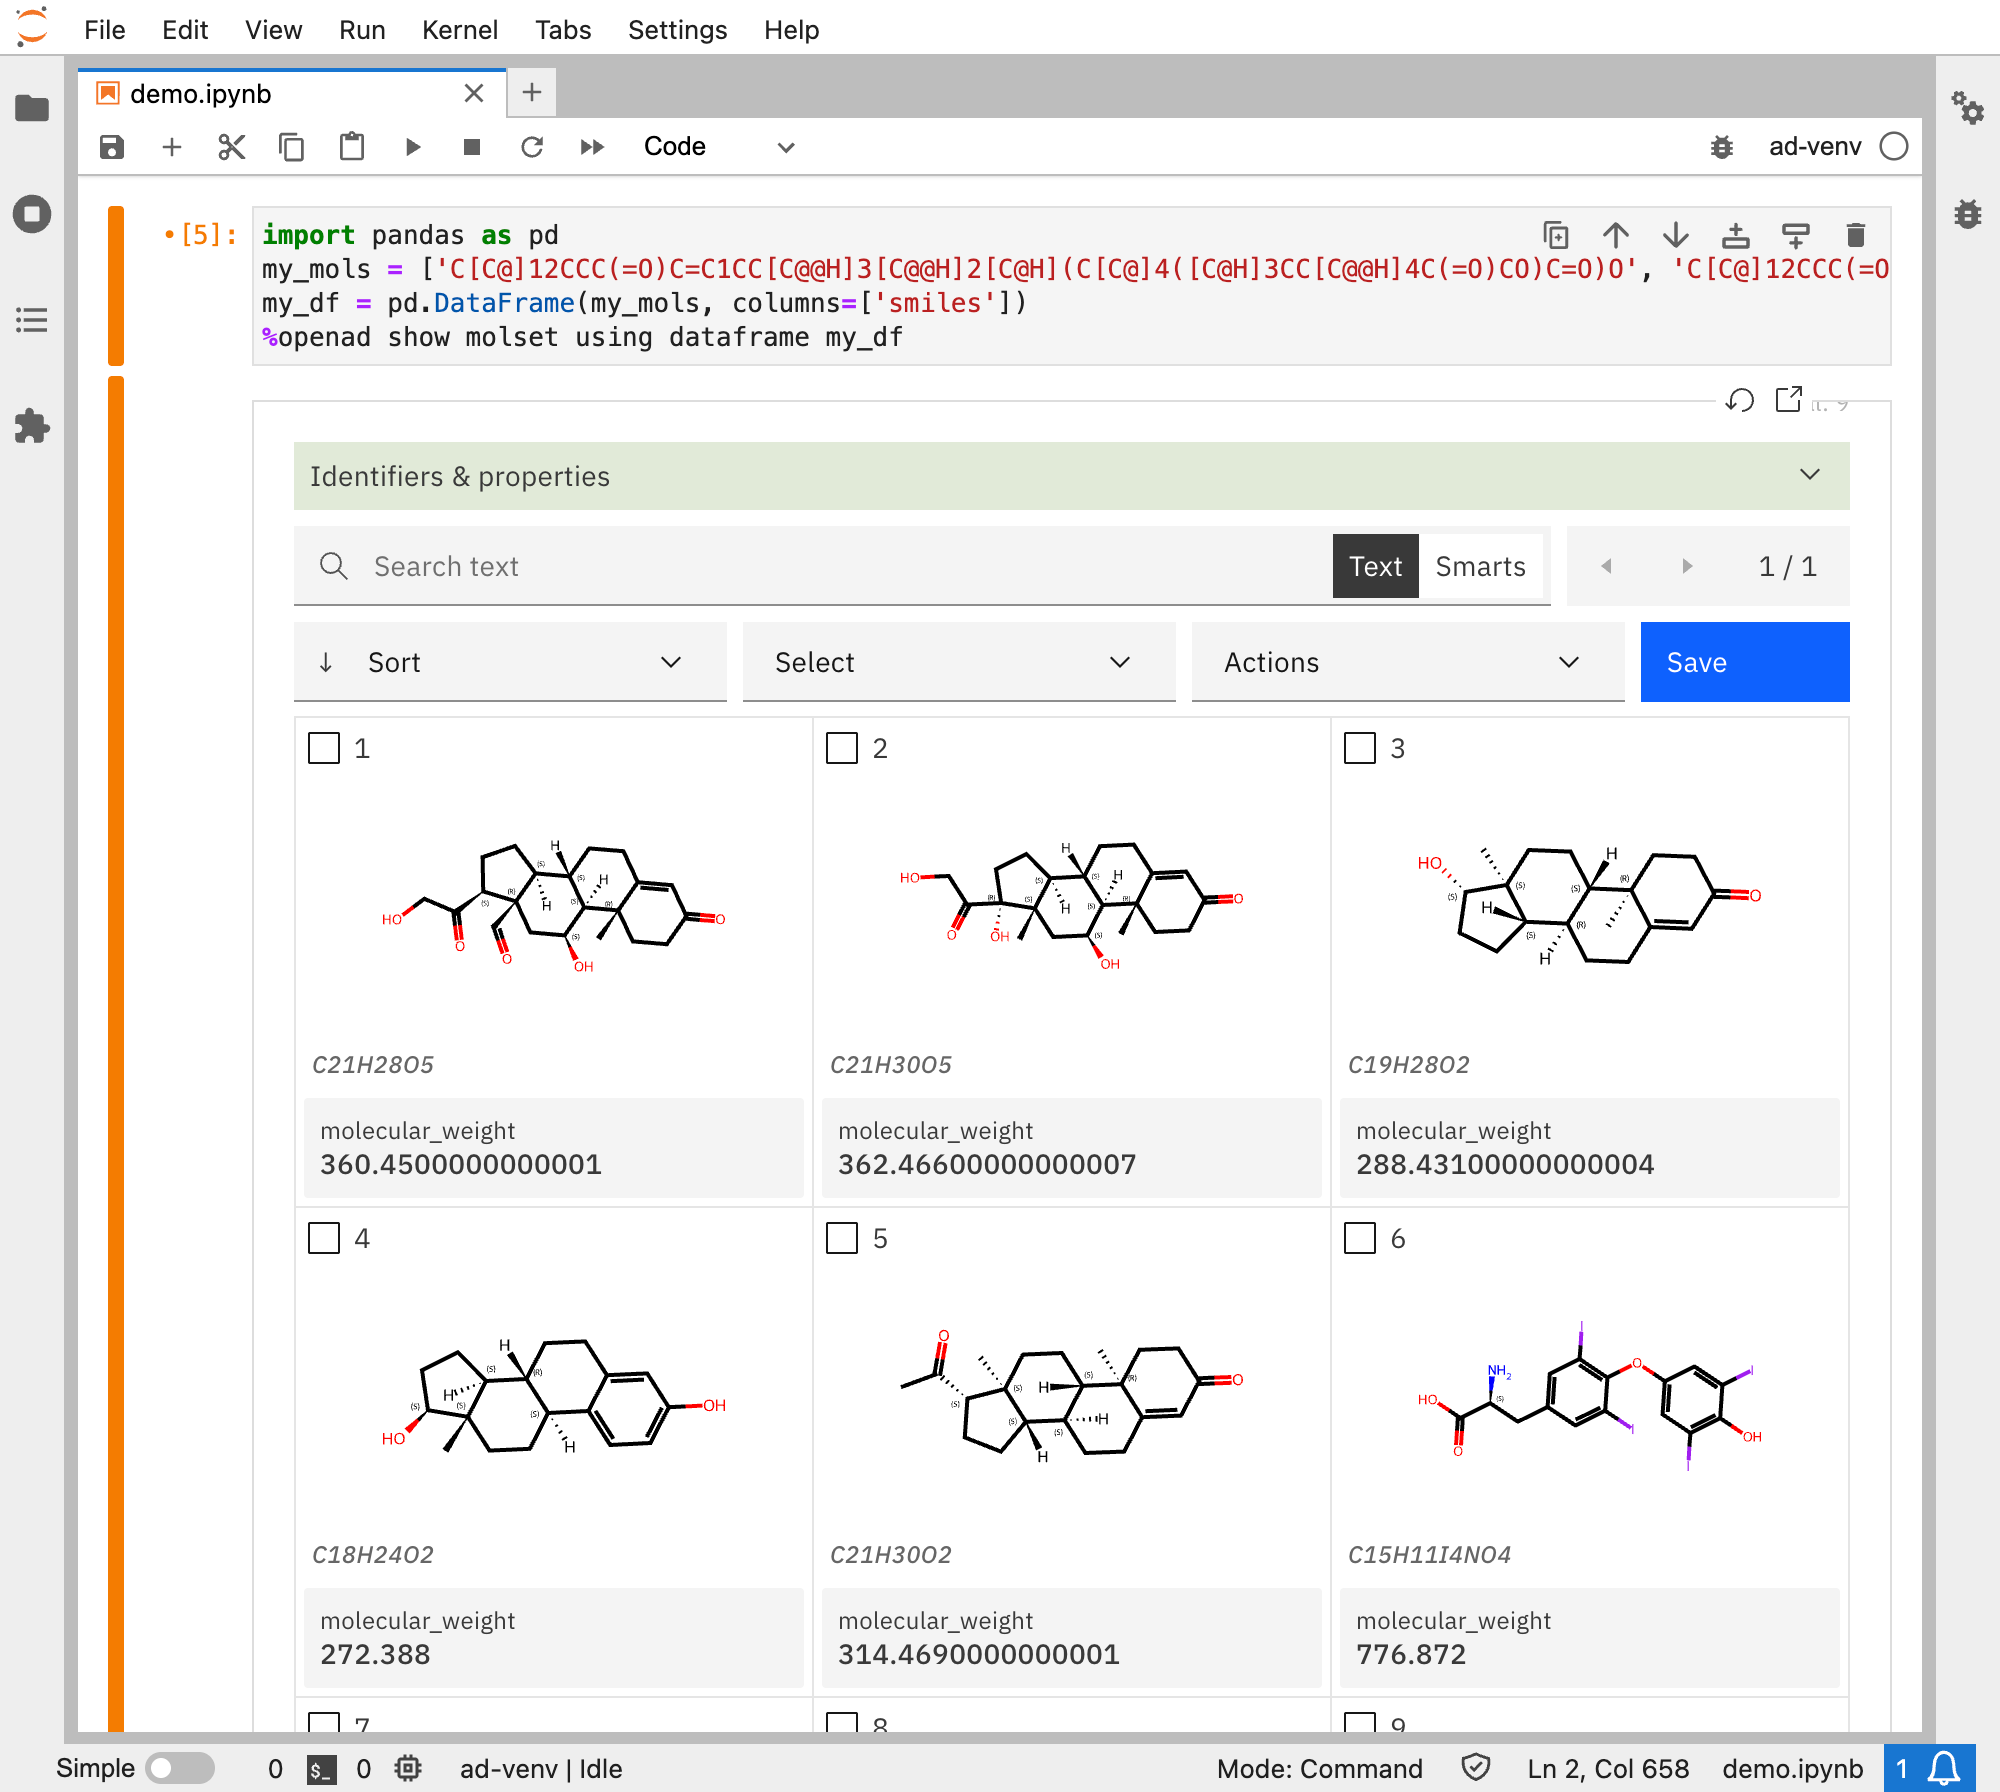 File Edit View Run Kernel Tabs Settings Help
demo.ipynb
Code
ad-venv
[5]:
import pandas as pd
my_mols = ['C[C@]12CCC(=O)C=C1CC[C@@H]3[C@@H]2[C@H](C[C@]4([C@H]3CC[C@@H]4C(=O)CO)C=O)O', 'C[C@]12CCC(=O
my_df = pd.DataFrame(my_mols, columns=['smiles'])
%openad show molset using dataframe my_df
Identifiers & properties
Search text
Text Smarts
1 / 1
Sort
Select
Actions
Save
1
HO O O OH O H H (S) (R) (S) (S) (S) (R) (S)
C21H28O5
molecular_weight
360.4500000000001
2
HO O OH OH O H H (R) (S) (S) (S) (S) (S) (R)
C21H30O5
molecular_weight
362.46600000000007
3
HO O H H H (S) (S) (S) (S) (R) (R)
C19H28O2
molecular_weight
288.43100000000004
4
HO OH H H H (S) (S) (S) (R) (S)
C18H24O2
molecular_weight
272.388
5
O O H H H (S) (S) (S) (S) (S) (R)
C21H30O2
molecular_weight
314.4690000000001
6
HO O NH2 (S) I I O I I OH
C15H11I4NO4
molecular_weight
776.872
7
8
9
Simple
0 $_ 0
ad-venv | Idle
Mode: Command
Ln 2, Col 658
demo.ipynb
1